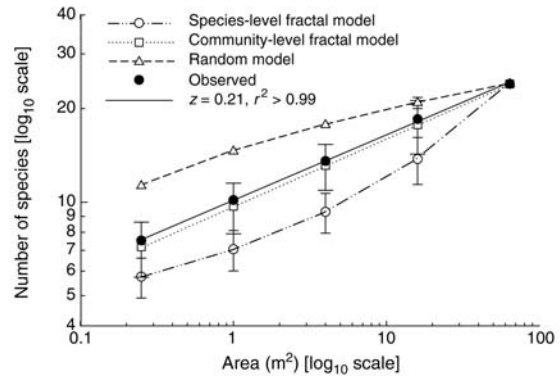 Species-level fractal model
Community-level fractal model
Random model
Observed
z = 0.21, r² > 0.99
Number of species [log₁₀ scale]
40
20
10
9
8
7
6
5
4
0.1
1
10
100
Area (m²) [log₁₀ scale]